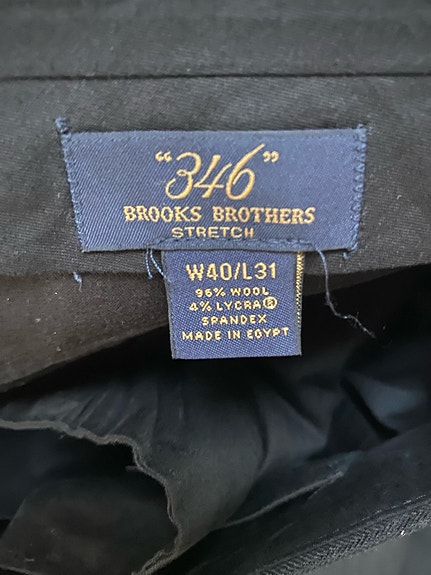 “346”
BROOKS BROTHERS
STRETCH
W40/L31
96% WOOL
4% LYCRA®
SPANDEX
MADE IN EGYPT